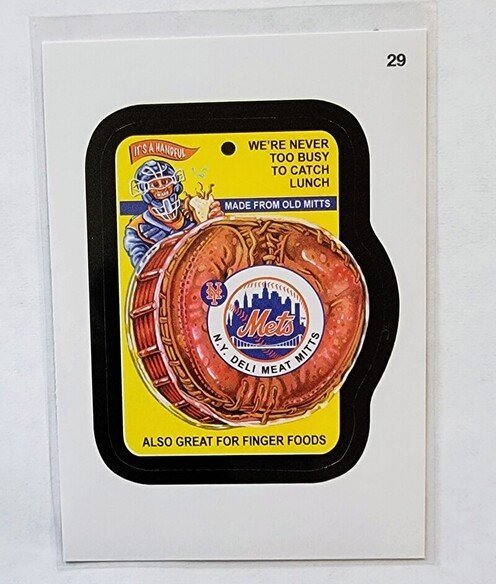 29
IT'S A HANDFUL
WE'RE NEVER
TOO BUSY
TO CATCH
LUNCH
MADE FROM OLD MITTS
NY
Mets
N.Y. DELI MEAT MITTS
ALSO GREAT FOR FINGER FOODS